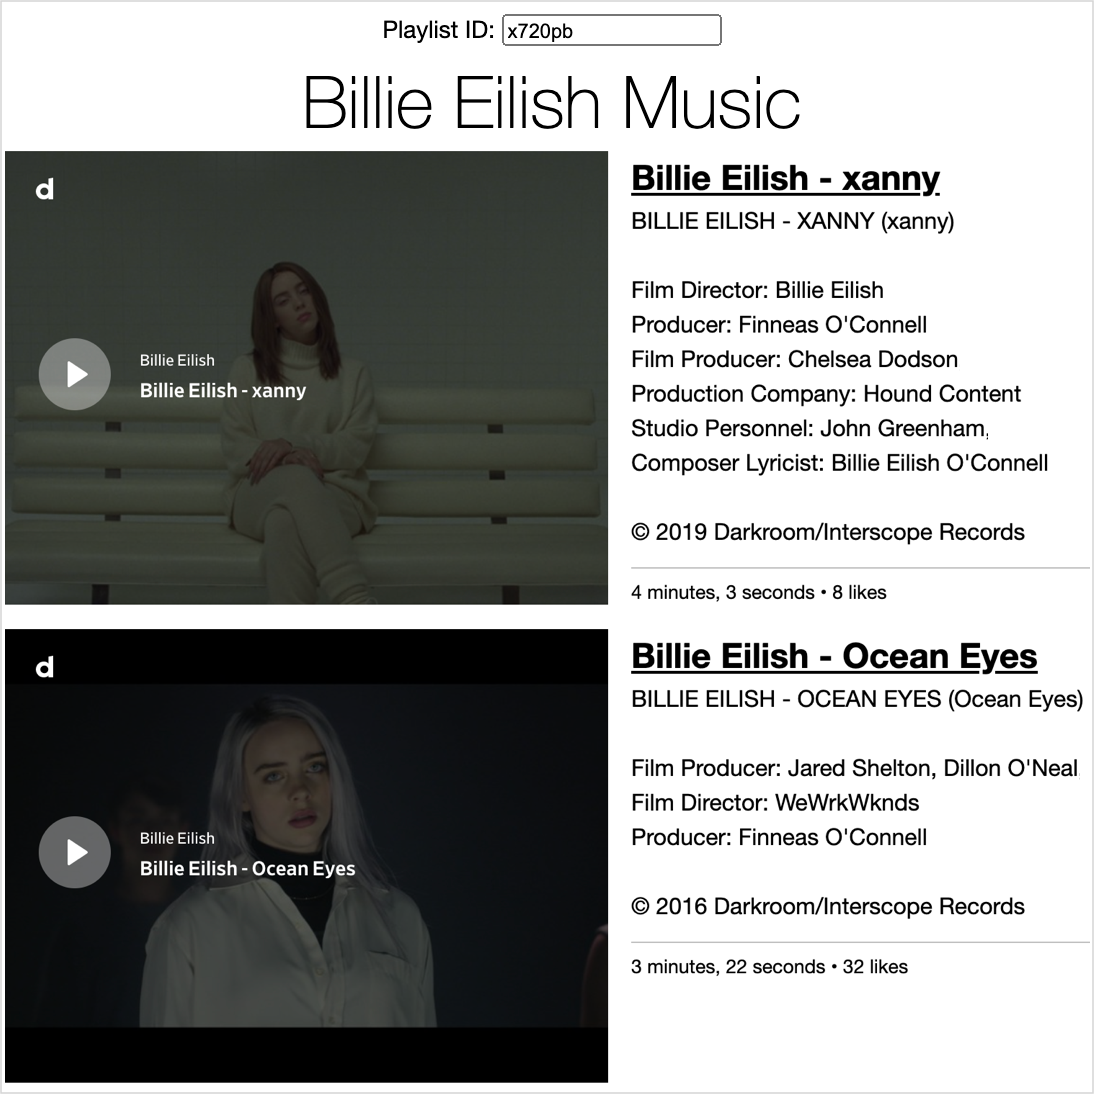 Playlist ID: x720pb
Billie Eilish Music
d
Billie Eilish
Billie Eilish - xanny
Billie Eilish - xanny
BILLIE EILISH - XANNY (xanny)
Film Director: Billie Eilish
Producer: Finneas O'Connell
Film Producer: Chelsea Dodson
Production Company: Hound Content
Studio Personnel: John Greenham,
Composer Lyricist: Billie Eilish O'Connell
© 2019 Darkroom/Interscope Records
4 minutes, 3 seconds • 8 likes
d
Billie Eilish
Billie Eilish - Ocean Eyes
Billie Eilish - Ocean Eyes
BILLIE EILISH - OCEAN EYES (Ocean Eyes)
Film Producer: Jared Shelton, Dillon O'Neal,
Film Director: WeWrkWknds
Producer: Finneas O'Connell
© 2016 Darkroom/Interscope Records
3 minutes, 22 seconds • 32 likes